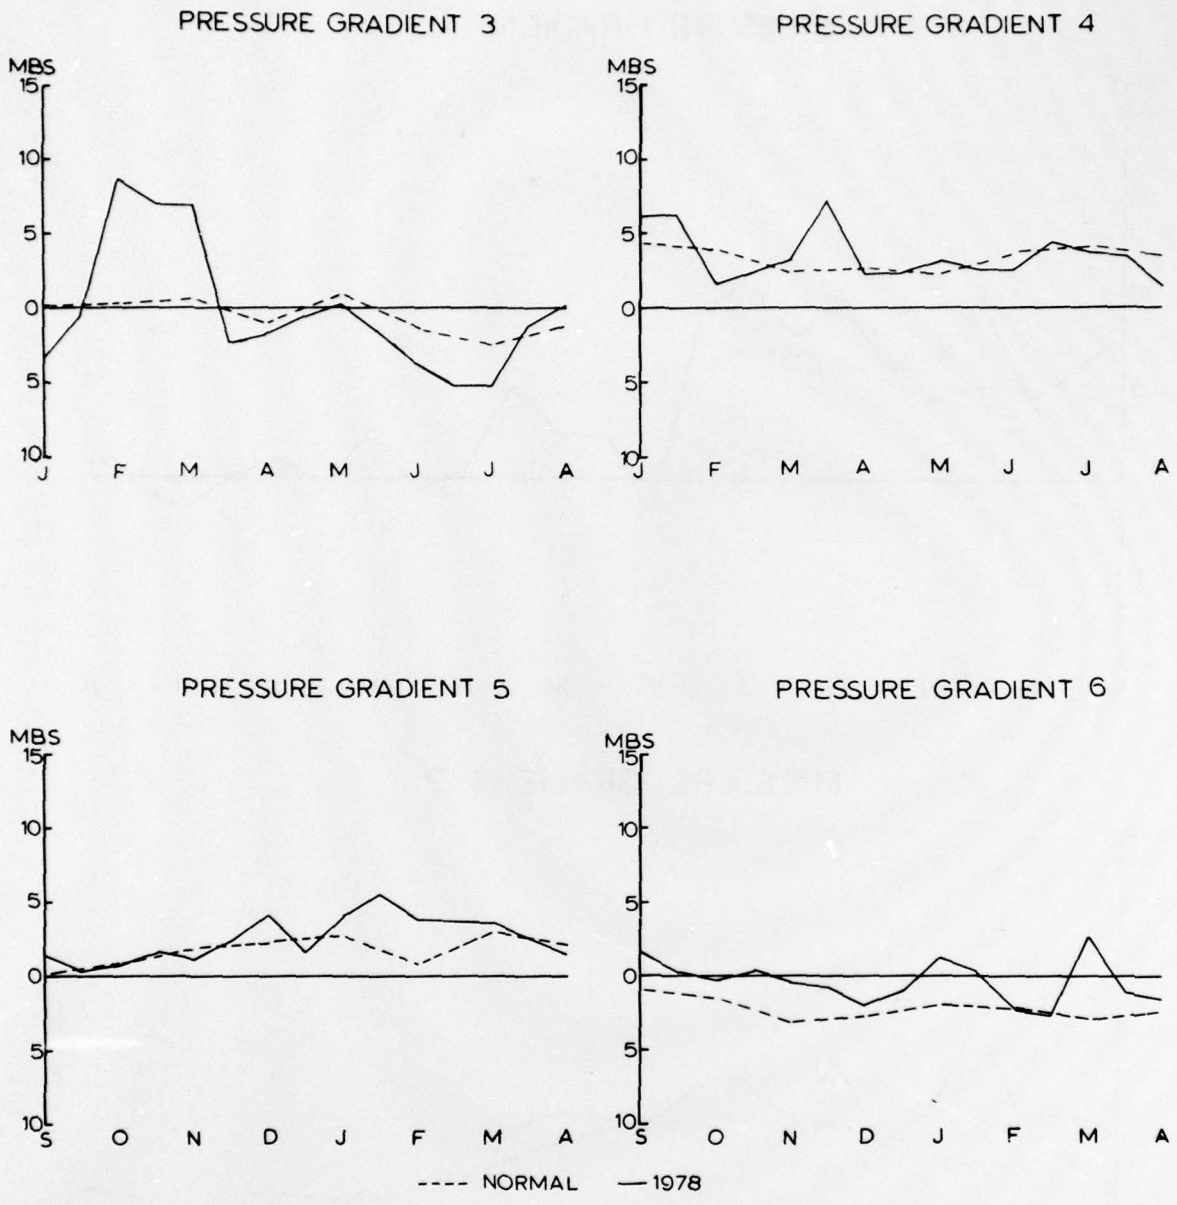 PRESSURE GRADIENT 3
MBS
15
10
5
0
5
10
J F M A M J J A
PRESSURE GRADIENT 4
MBS
15
10
5
0
5
10
J F M A M J J A
PRESSURE GRADIENT 5
MBS
15
10
5
0
5
10
S O N D J F M A
PRESSURE GRADIENT 6
MBS
15
10
5
0
5
10
S O N D J F M A
NORMAL 1978